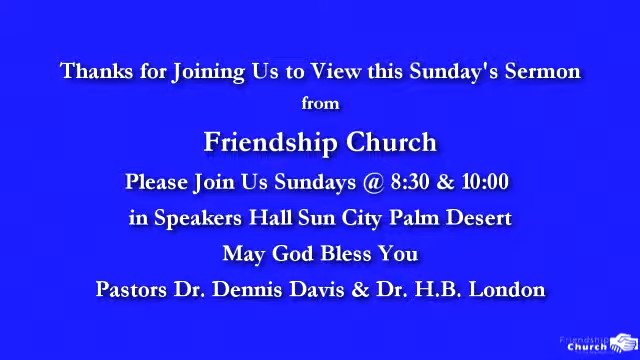 Thanks for Joining Us to View this Sunday's Sermon
from
Friendship Church
Please Join Us Sundays @ 8:30 & 10:00
in Speakers Hall Sun City Palm Desert
May God Bless You
Pastors Dr. Dennis Davis & Dr. H.B. London
Friendship
Church